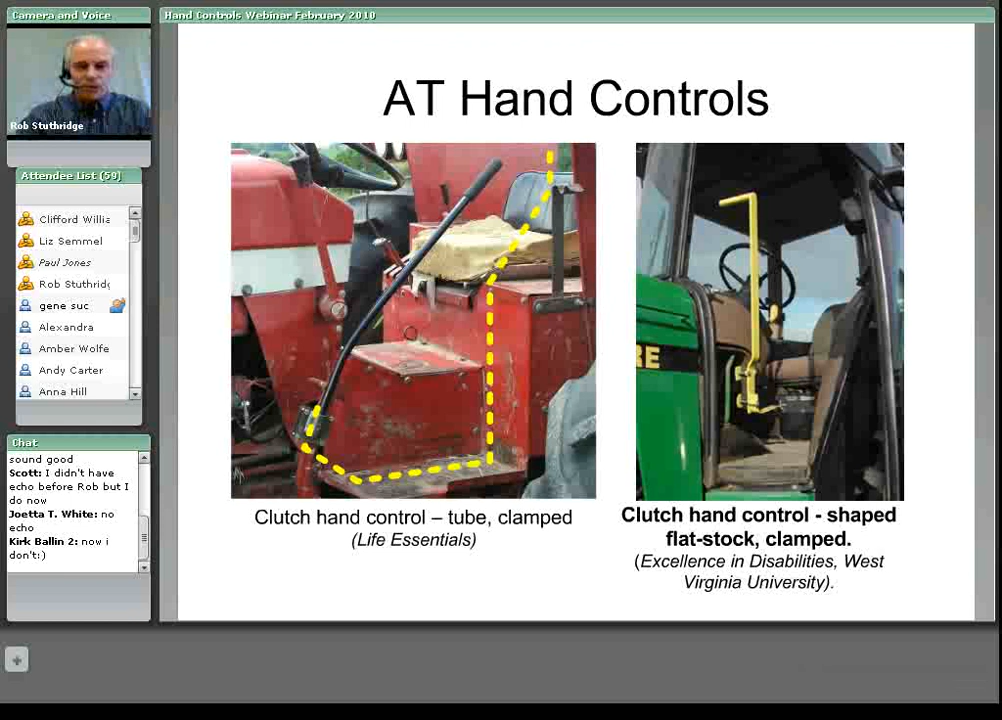 Camera and Voice
Rob Stuthridge
Attendee List (59)
Clifford Willia
Liz Semmel
Paul Jones
Rob Stuthridg
gene suc
Alexandra
Amber Wolfe
Andy Carter
Anna Hill
Chat
sound good
Scott: I didn't have
echo before Rob but I
do now
Joetta T. White: no
echo
Kirk Ballin 2: now i
don't:)
Hand Controls Webinar February 2010
AT Hand Controls
RE
Clutch hand control – tube, clamped
(Life Essentials)
Clutch hand control - shaped
flat-stock, clamped.
(Excellence in Disabilities, West
Virginia University).